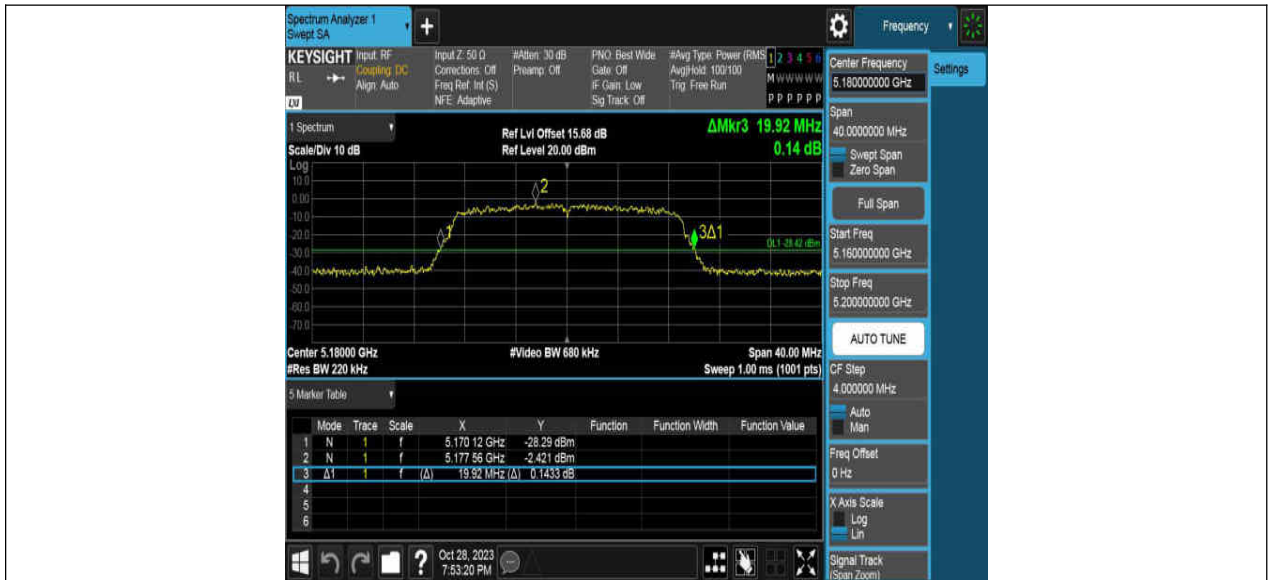 Spectrum Analyzer 1
Swept SA
+
Frequency
KEYSIGHT
RL
LXI
Input: RF
Coupling: DC
Align: Auto
Input Z: 50 Ω
Corrections: Off
Freq Ref: Int (S)
NFE: Adaptive
#Atten: 30 dB
Preamp: Off
PNO: Best Wide
Gate: Off
IF Gain: Low
Sig Track: Off
#Avg Type: Power (RMS
Avg|Hold: 100/100
Trig: Free Run
1 2 3 4 5 6
M W W W W W
P P P P P P
Center Frequency
5.180000000 GHz
Settings
Span
40.0000000 MHz
Swept Span
Zero Span
Full Span
Start Freq
5.160000000 GHz
Stop Freq
5.200000000 GHz
AUTO TUNE
CF Step
4.000000 MHz
Auto
Man
Freq Offset
0 Hz
X Axis Scale
Log
Lin
Signal Track
(Span Zoom)
1 Spectrum
Scale/Div 10 dB
Ref Lvl Offset 15.68 dB
Ref Level 20.00 dBm
ΔMkr3 19.92 MHz
0.14 dB
Log
10.0
0.00
-10.0
-20.0
-30.0
-40.0
-50.0
-60.0
-70.0
1
2
3Δ1
DL1 -28.42 dBm
Center 5.18000 GHz
#Video BW 680 kHz
Span 40.00 MHz
#Res BW 220 kHz
Sweep 1.00 ms (1001 pts)
5 Marker Table
Mode Trace Scale X Y Function Function Width Function Value
1 N 1 f 5.170 12 GHz -28.29 dBm
2 N 1 f 5.177 56 GHz -2.421 dBm
3 Δ1 1 f (Δ) 19.92 MHz (Δ) 0.1433 dB
4
5
6
?
Oct 28, 2023
7:53:20 PM